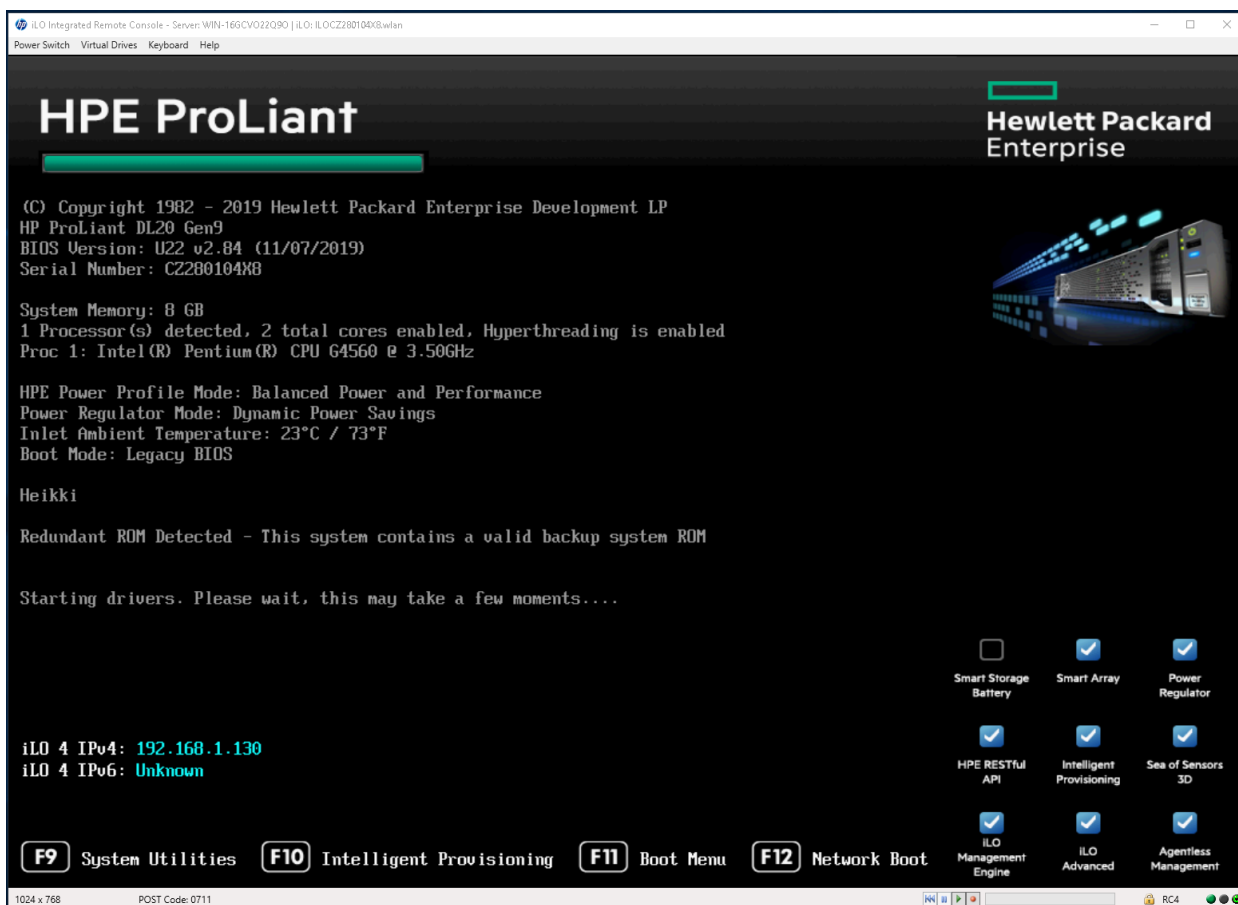 iLO Integrated Remote Console - Server: WIN-16GCVO22Q9O | iLO: ILOCZ280104X8.wlan
Power Switch Virtual Drives Keyboard Help
HPE ProLiant
Hewlett Packard
Enterprise
(C) Copyright 1982 - 2019 Hewlett Packard Enterprise Development LP
HP ProLiant DL20 Gen9
BIOS Version: U22 v2.84 (11/07/2019)
Serial Number: CZ280104X8
System Memory: 8 GB
1 Processor(s) detected, 2 total cores enabled, Hyperthreading is enabled
Proc 1: Intel(R) Pentium(R) CPU G4560 @ 3.50GHz
HPE Power Profile Mode: Balanced Power and Performance
Power Regulator Mode: Dynamic Power Savings
Inlet Ambient Temperature: 23°C / 73°F
Boot Mode: Legacy BIOS
Heikki
Redundant ROM Detected - This system contains a valid backup system ROM
Starting drivers. Please wait, this may take a few moments....
Smart Storage Battery
Smart Array
Power Regulator
iLO 4 IPv4: 192.168.1.130
iLO 4 IPv6: Unknown
HPE RESTful API
Intelligent Provisioning
Sea of Sensors 3D
iLO Management Engine
iLO Advanced
Agentless Management
F9 System Utilities F10 Intelligent Provisioning F11 Boot Menu F12 Network Boot
1024 x 768 POST Code: 0711 RC4